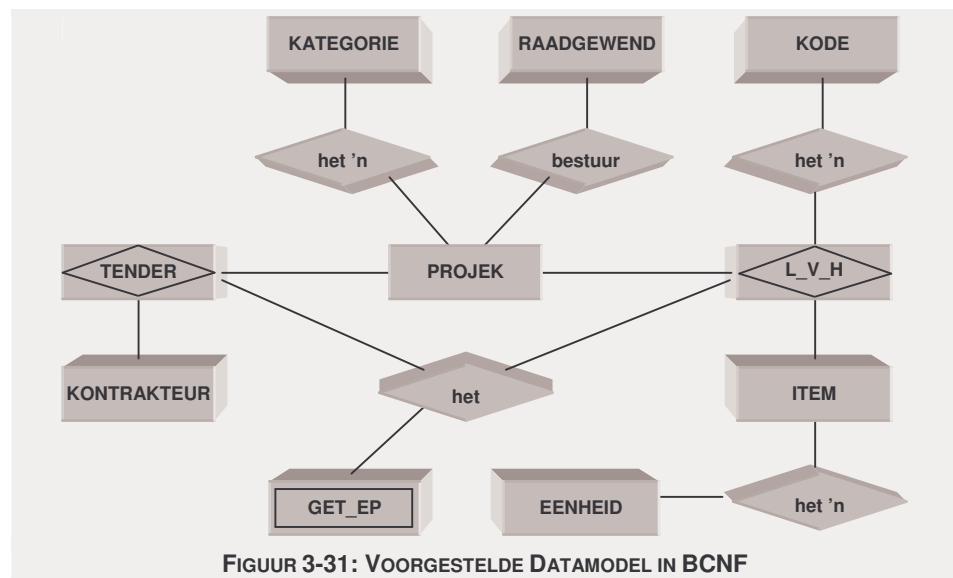 KATEGORIE RAADGEWEND KODE
het 'n bestuur het 'n
TENDER PROJEK L_V_H
KONTRAKTEUR het ITEM
GET_EP EENHEID het 'n
FIGUUR 3-31: VOORGESTELDE DATAMODEL IN BCNF